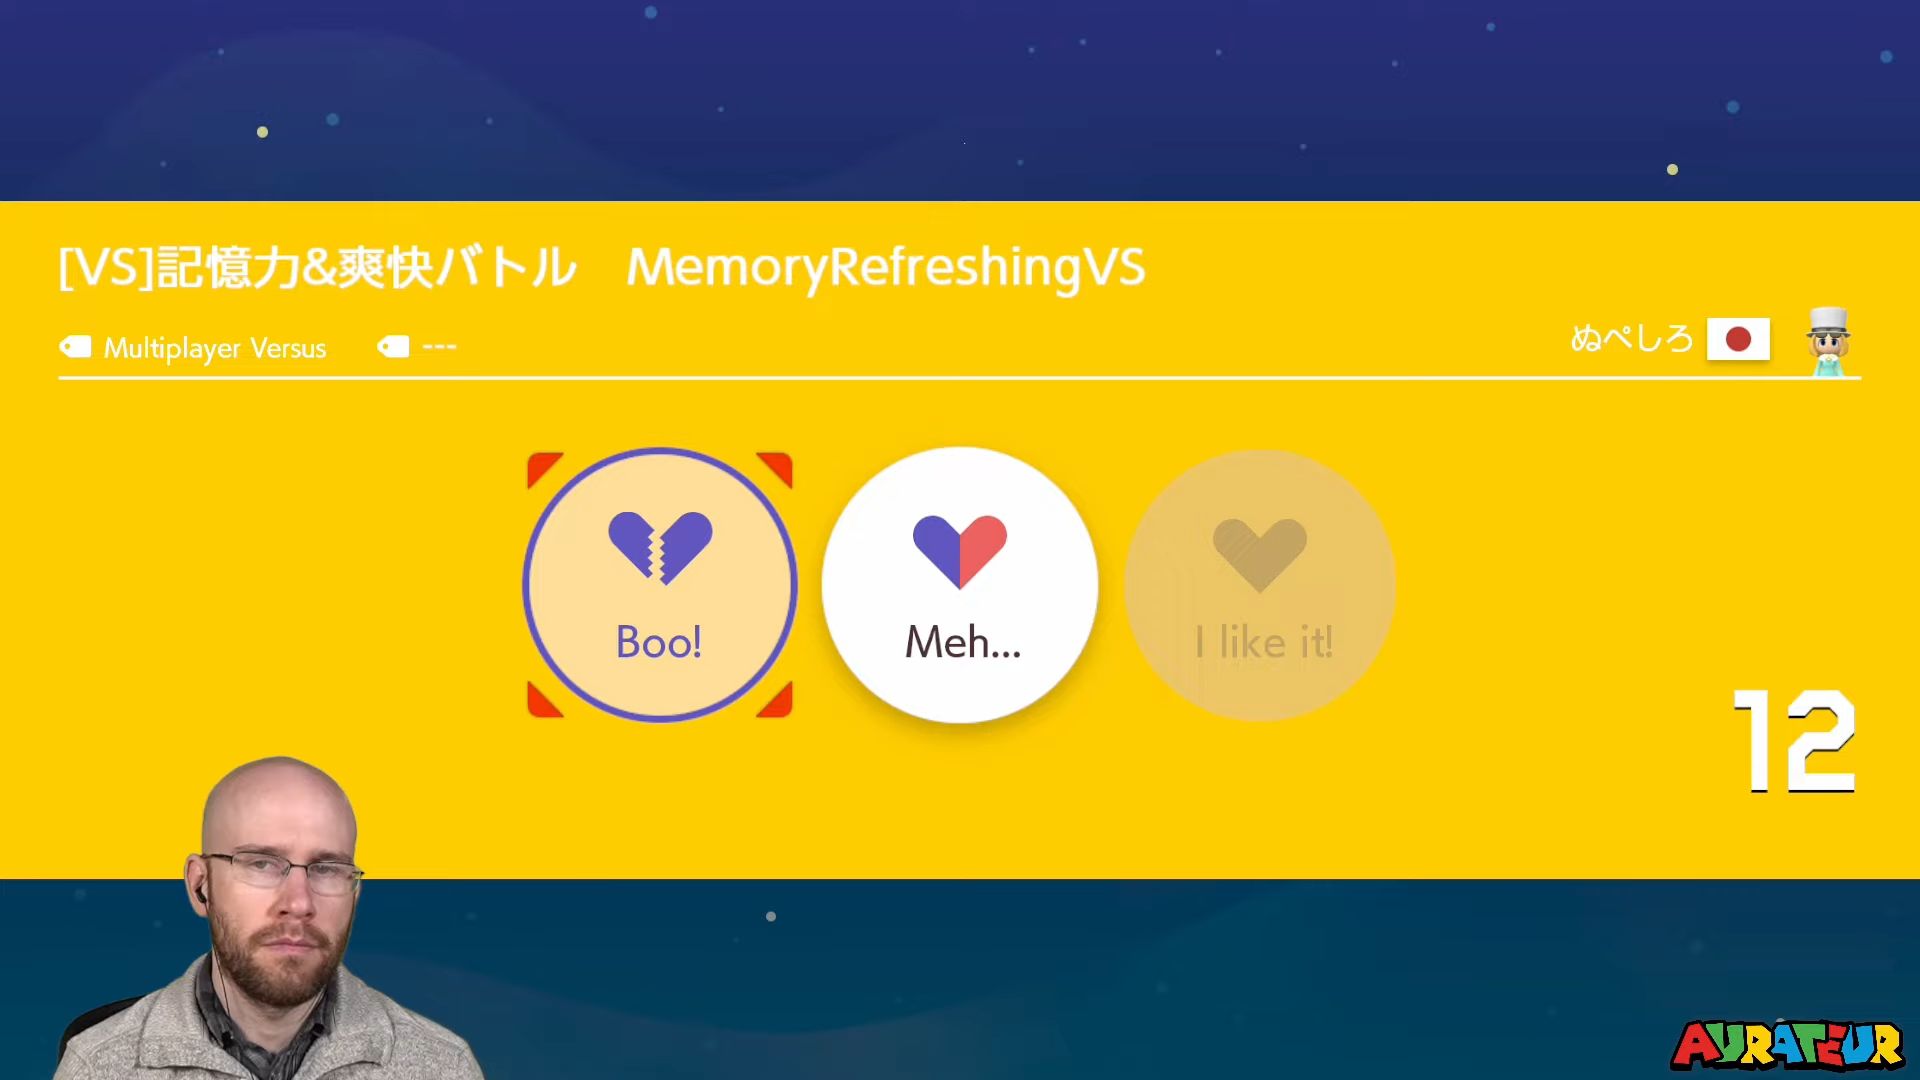 [VS]記憶力&爽快バトル　MemoryRefreshingVS
Multiplayer Versus ---
ぬぺしろ
Boo!
Meh...
I like it!
12
AURATEUR